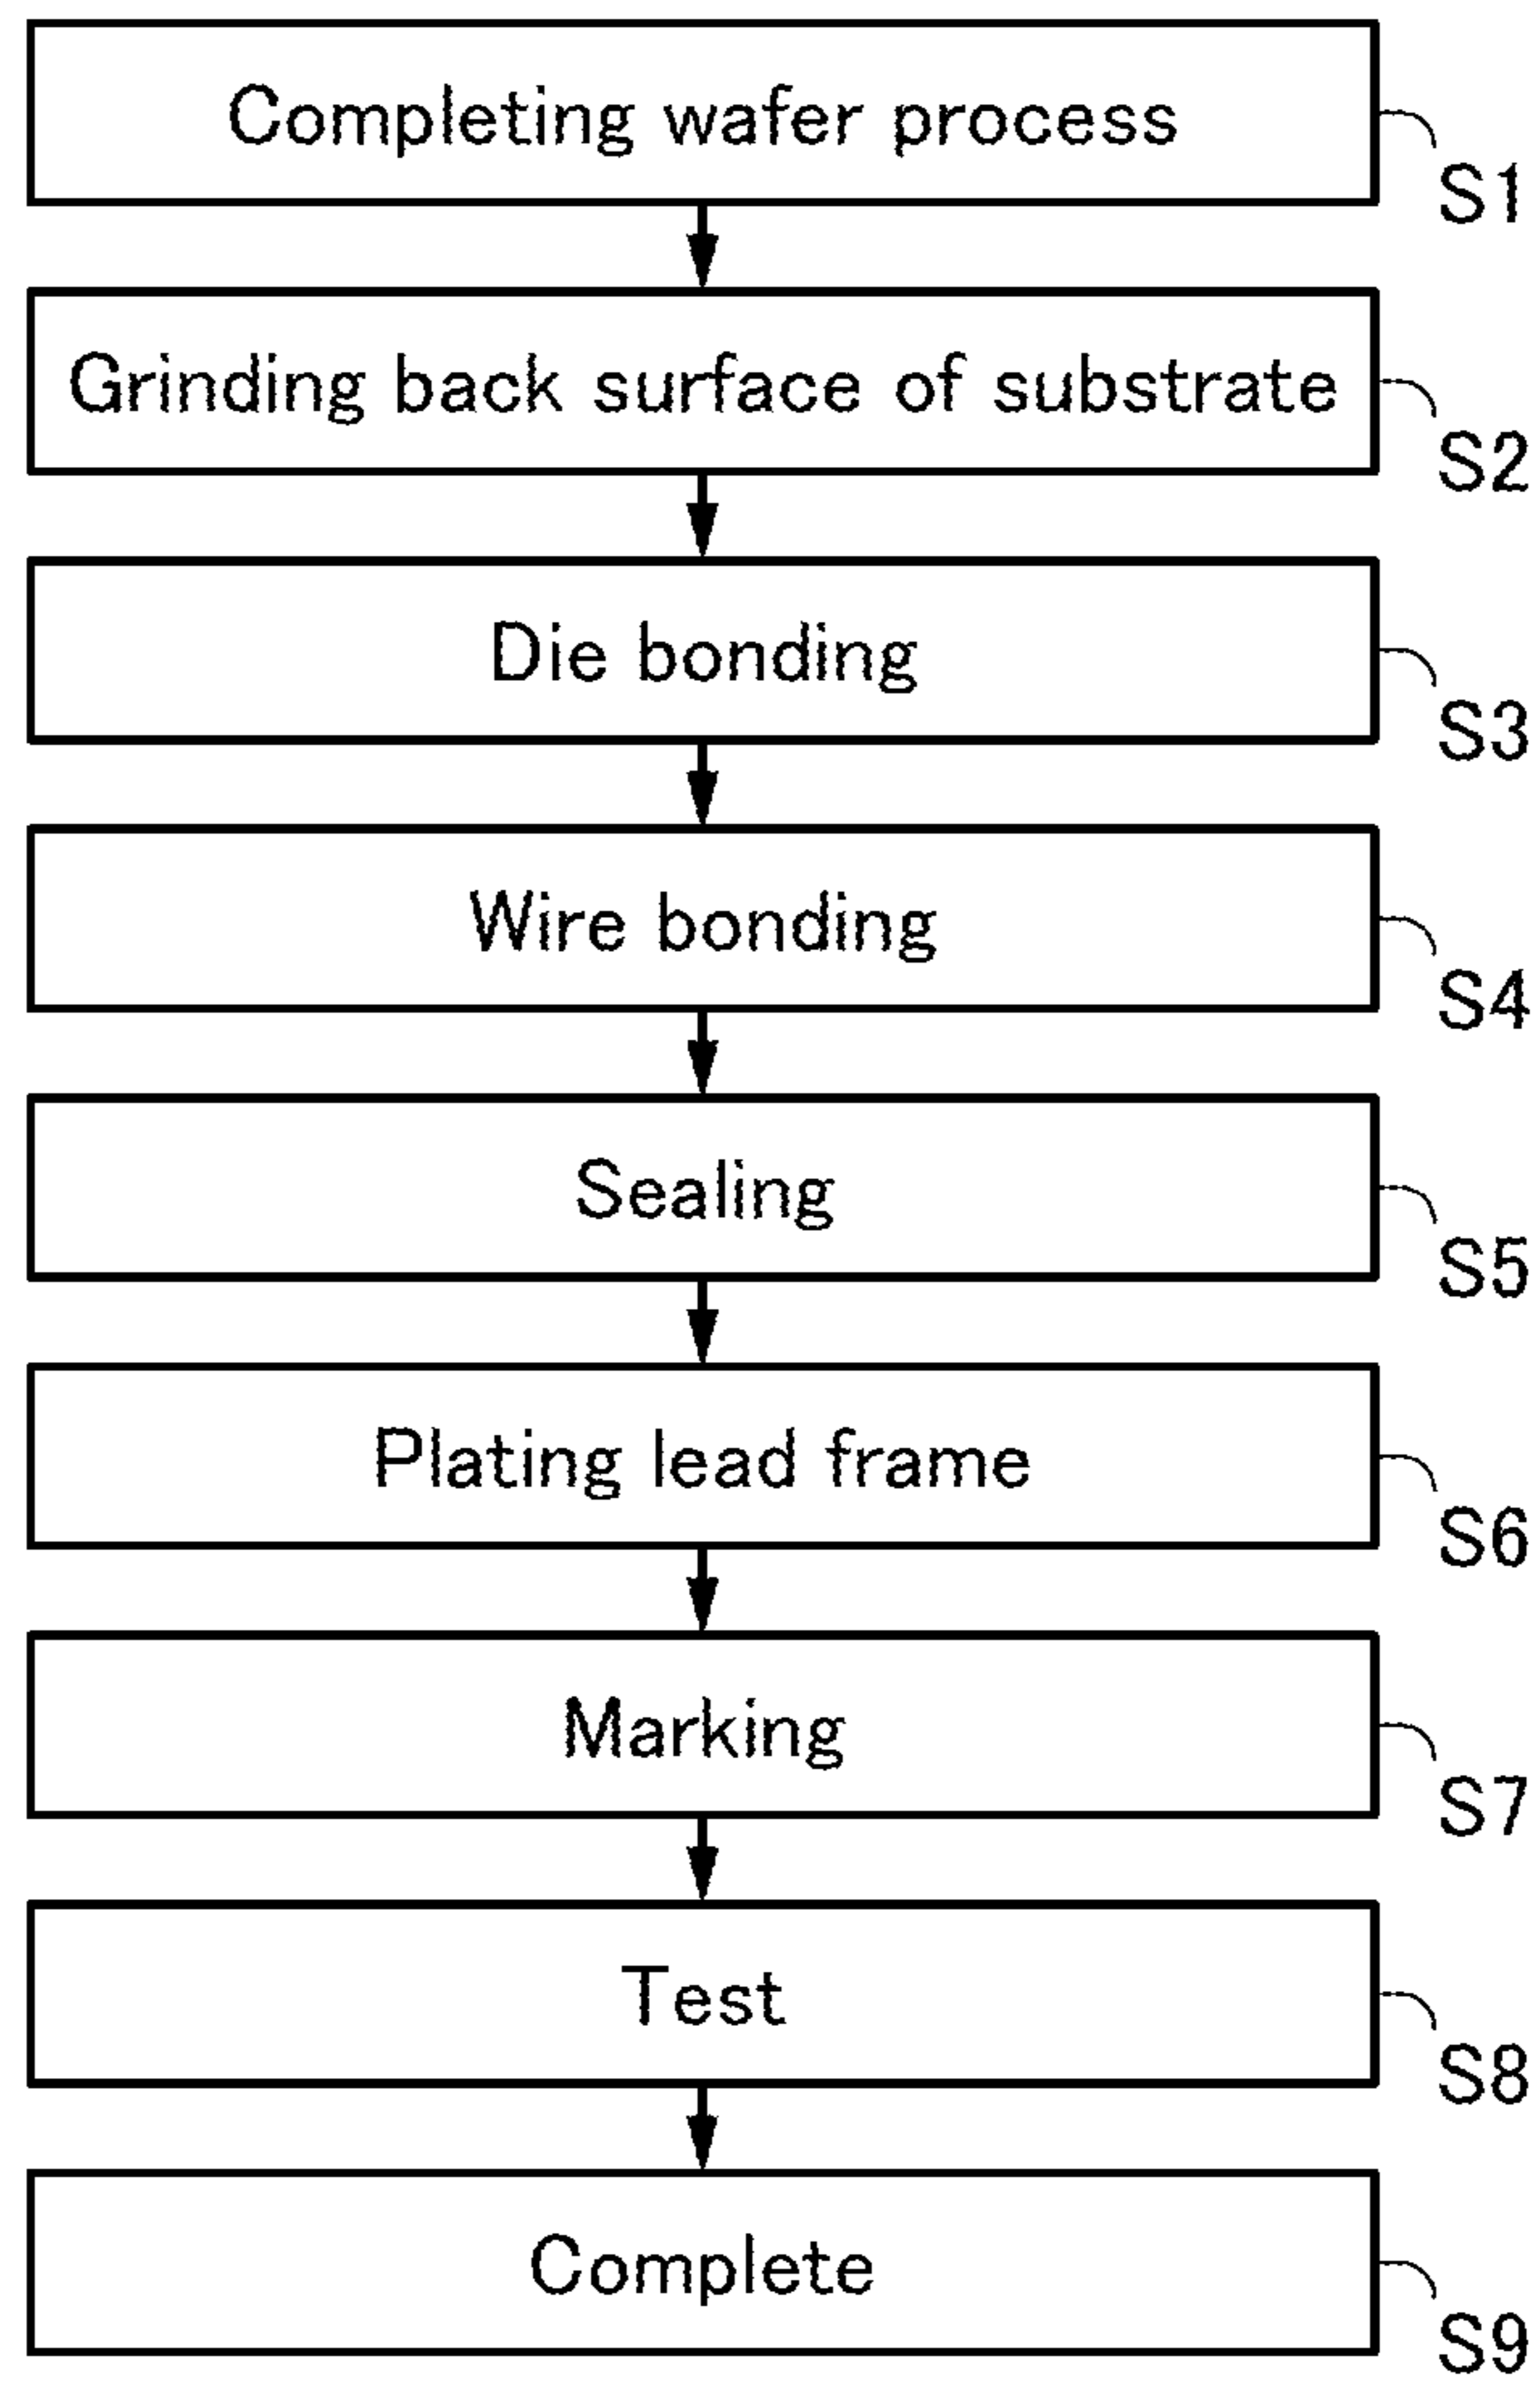 Completing wafer process
S1
Grinding back surface of substrate
S2
Die bonding
S3
Wire bonding
S4
Sealing
S5
Plating lead frame
S6
Marking
S7
Test
S8
Complete
S9